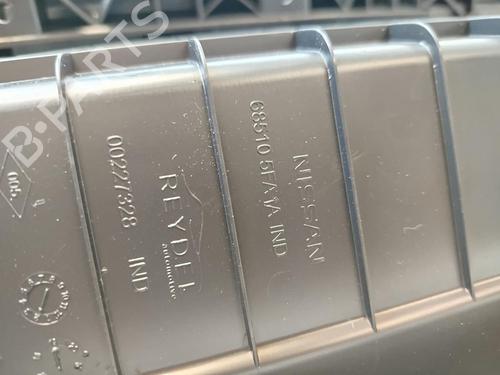 B-PARTS
NISSAN
68510 5FA1A IND
REYDEL
automotive
00227328 IND